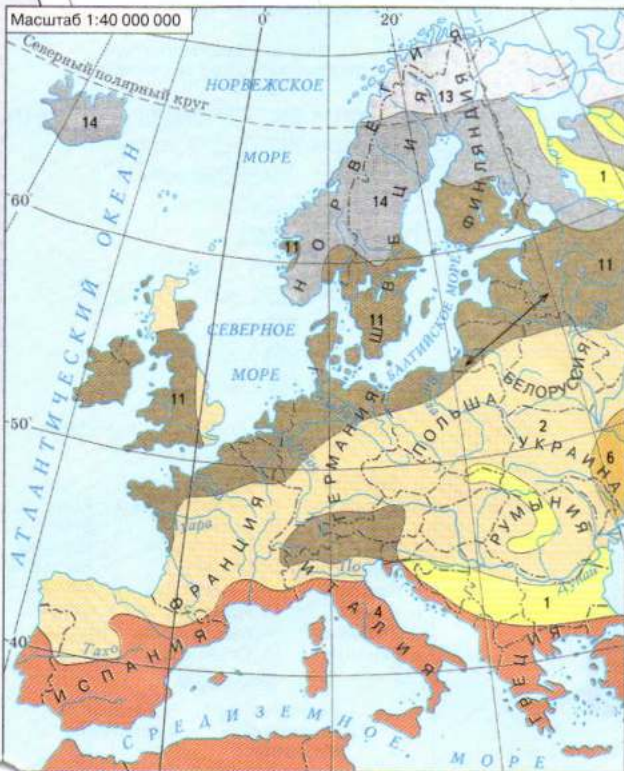 Масштаб 1:40 000 000
0°
20°
Северный полярный круг
НОРВЕЖСКОЕ
МОРЕ
13
14
1
60°
АТЛАНТИЧЕСКИЙ ОКЕАН
НОРВЕГИЯ
ШВЕЦИЯ
ФИНЛЯНДИЯ
14
11
11
11
СЕВЕРНОЕ
МОРЕ
БАЛТИЙСКОЕ МОРЕ
11
50°
БЕЛОРУССИЯ
ПОЛЬША
2
УКРАИНА
6
ГЕРМАНИЯ
Луара
ФРАНЦИЯ
РУМЫНИЯ
По
Дунай
1
ИТАЛИЯ
4
40°
Тахо
ИСПАНИЯ
ГРЕЦИЯ
СРЕДИЗЕМНОЕ МОРЕ